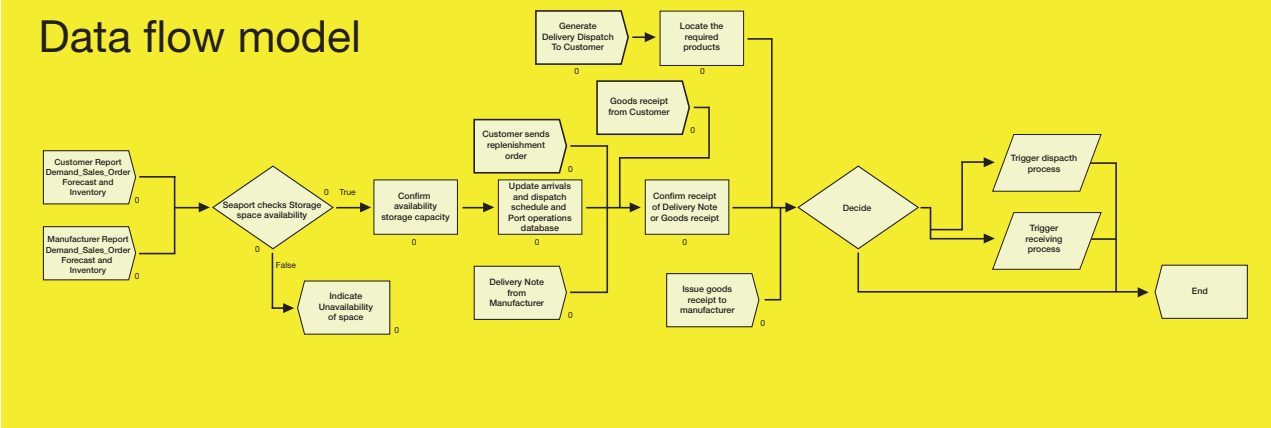 Data flow model
Generate
Delivery Dispatch
To Customer
0
Locate the
required
products
0
Goods receipt
from Customer
0
Customer sends
replenishment
order
0
Customer Report
Demand_Sales_Order
Forecast and
Inventory
0
Manufacturer Report
Demand_Sales_Order
Forecast and
Inventory
0
Seaport checks Storage
space availability
0
True
0
False
Indicate
Unavailability
of space
0
Confirm
availability
storage capacity
0
Update arrivals
and dispatch
schedule and
Port operations
database
0
Delivery Note
from
Manufacturer
0
Confirm receipt
of Delivery Note
or Goods receipt
0
Issue goods
receipt to
manufacturer
0
Decide
Trigger dispacth
process
Trigger
receiving
process
End